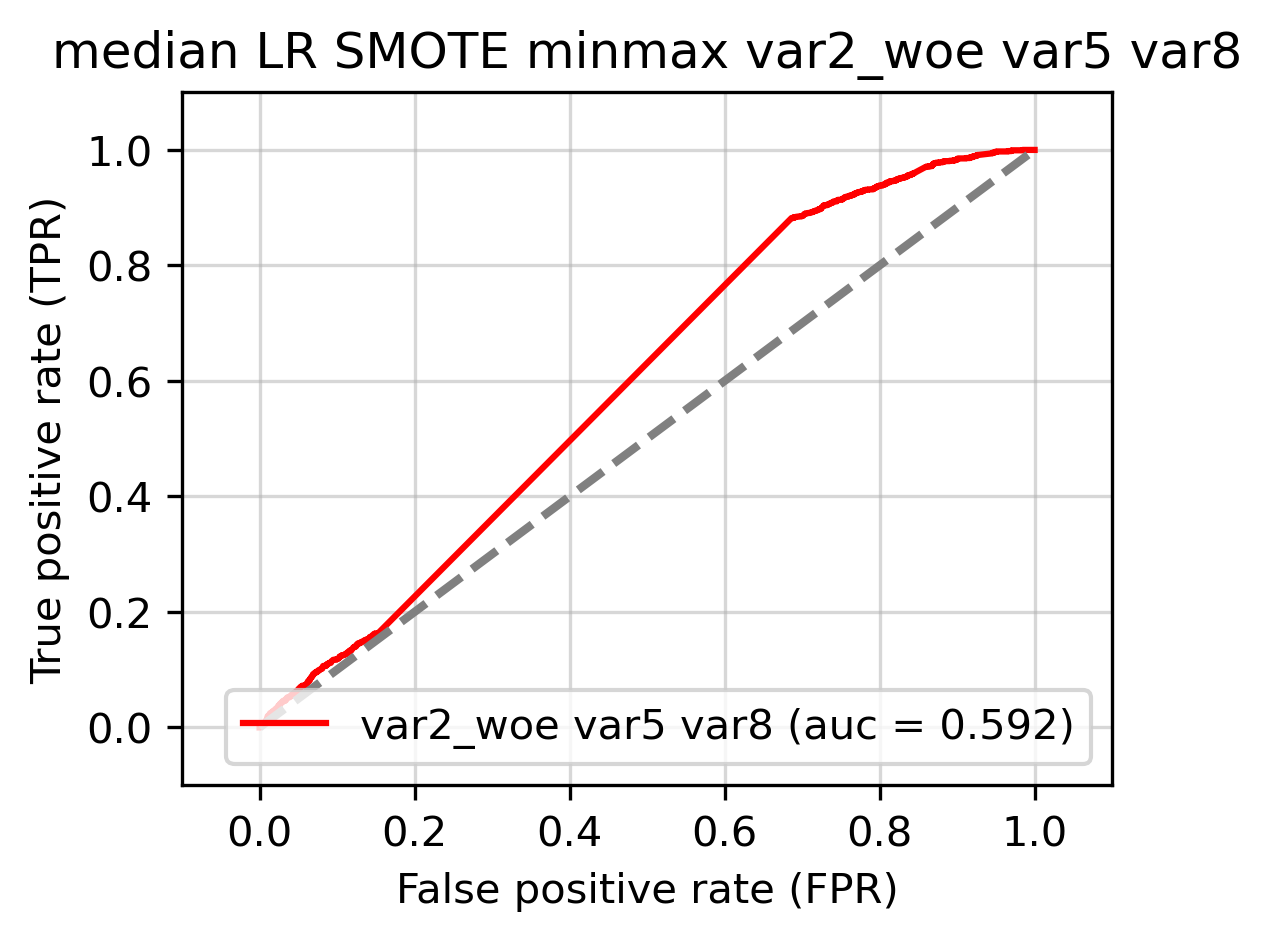 median LR SMOTE minmax var2_woe var5 var8
True positive rate (TPR)
1.0
0.8
0.6
0.4
0.2
0.0
var2_woe var5 var8 (auc = 0.592)
0.0 0.2 0.4 0.6 0.8 1.0
False positive rate (FPR)